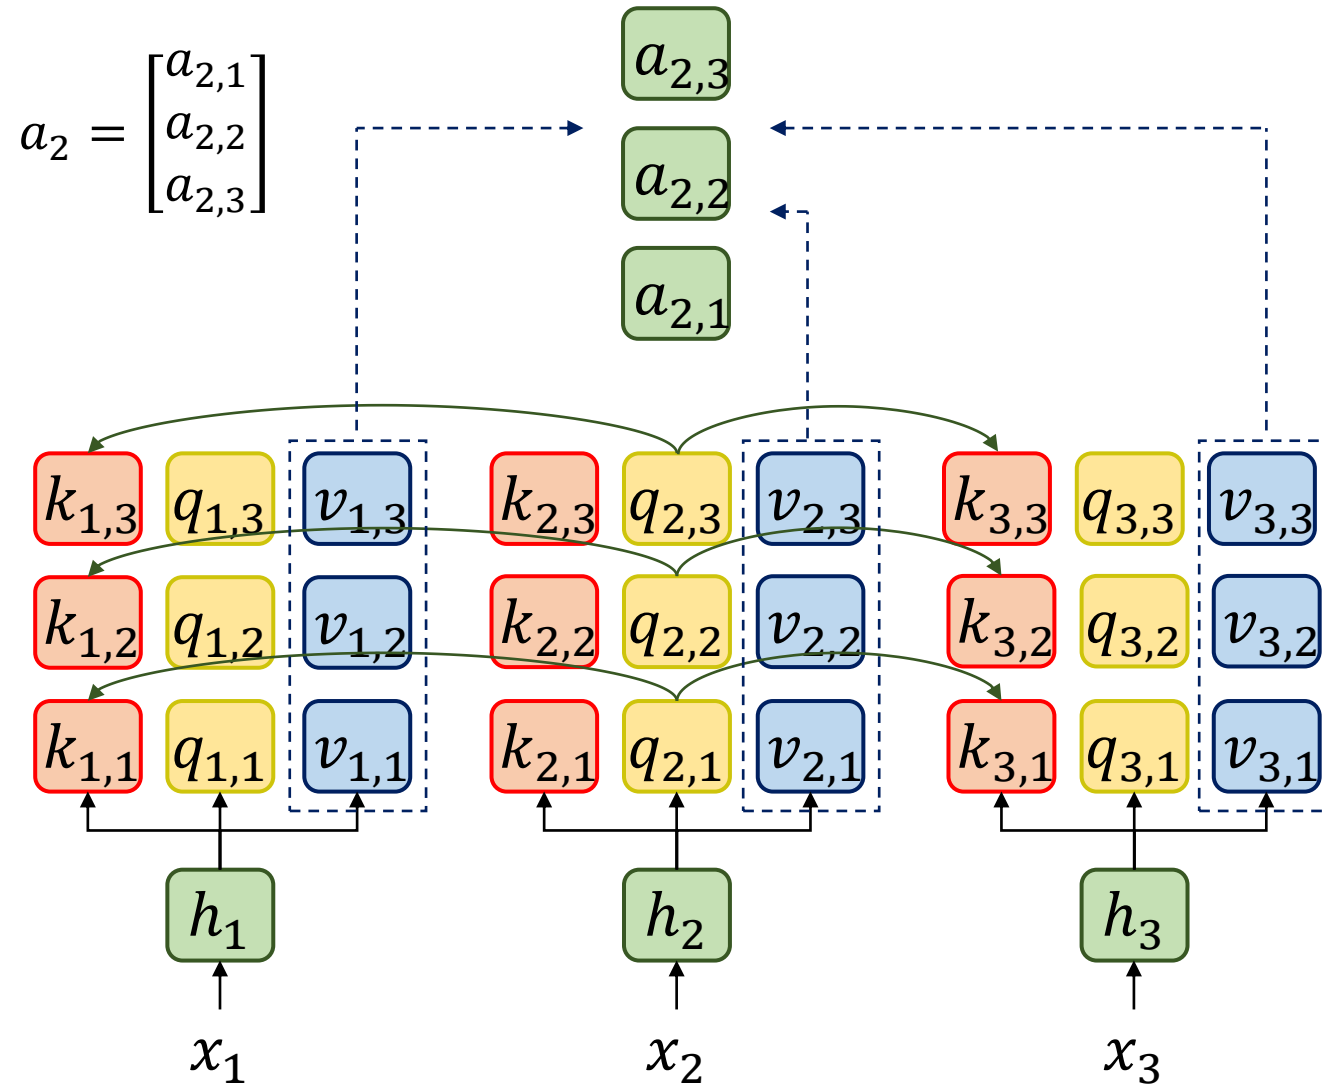 a₂ = [a₂,₁ a₂,₂ a₂,₃]
a₂,₃
a₂,₂
a₂,₁
k₁,₃ q₁,₃ v₁,₃ k₂,₃ q₂,₃ v₂,₃ k₃,₃ q₃,₃ v₃,₃
k₁,₂ q₁,₂ v₁,₂ k₂,₂ q₂,₂ v₂,₂ k₃,₂ q₃,₂ v₃,₂
k₁,₁ q₁,₁ v₁,₁ k₂,₁ q₂,₁ v₂,₁ k₃,₁ q₃,₁ v₃,₁
h₁ h₂ h₃
x₁ x₂ x₃